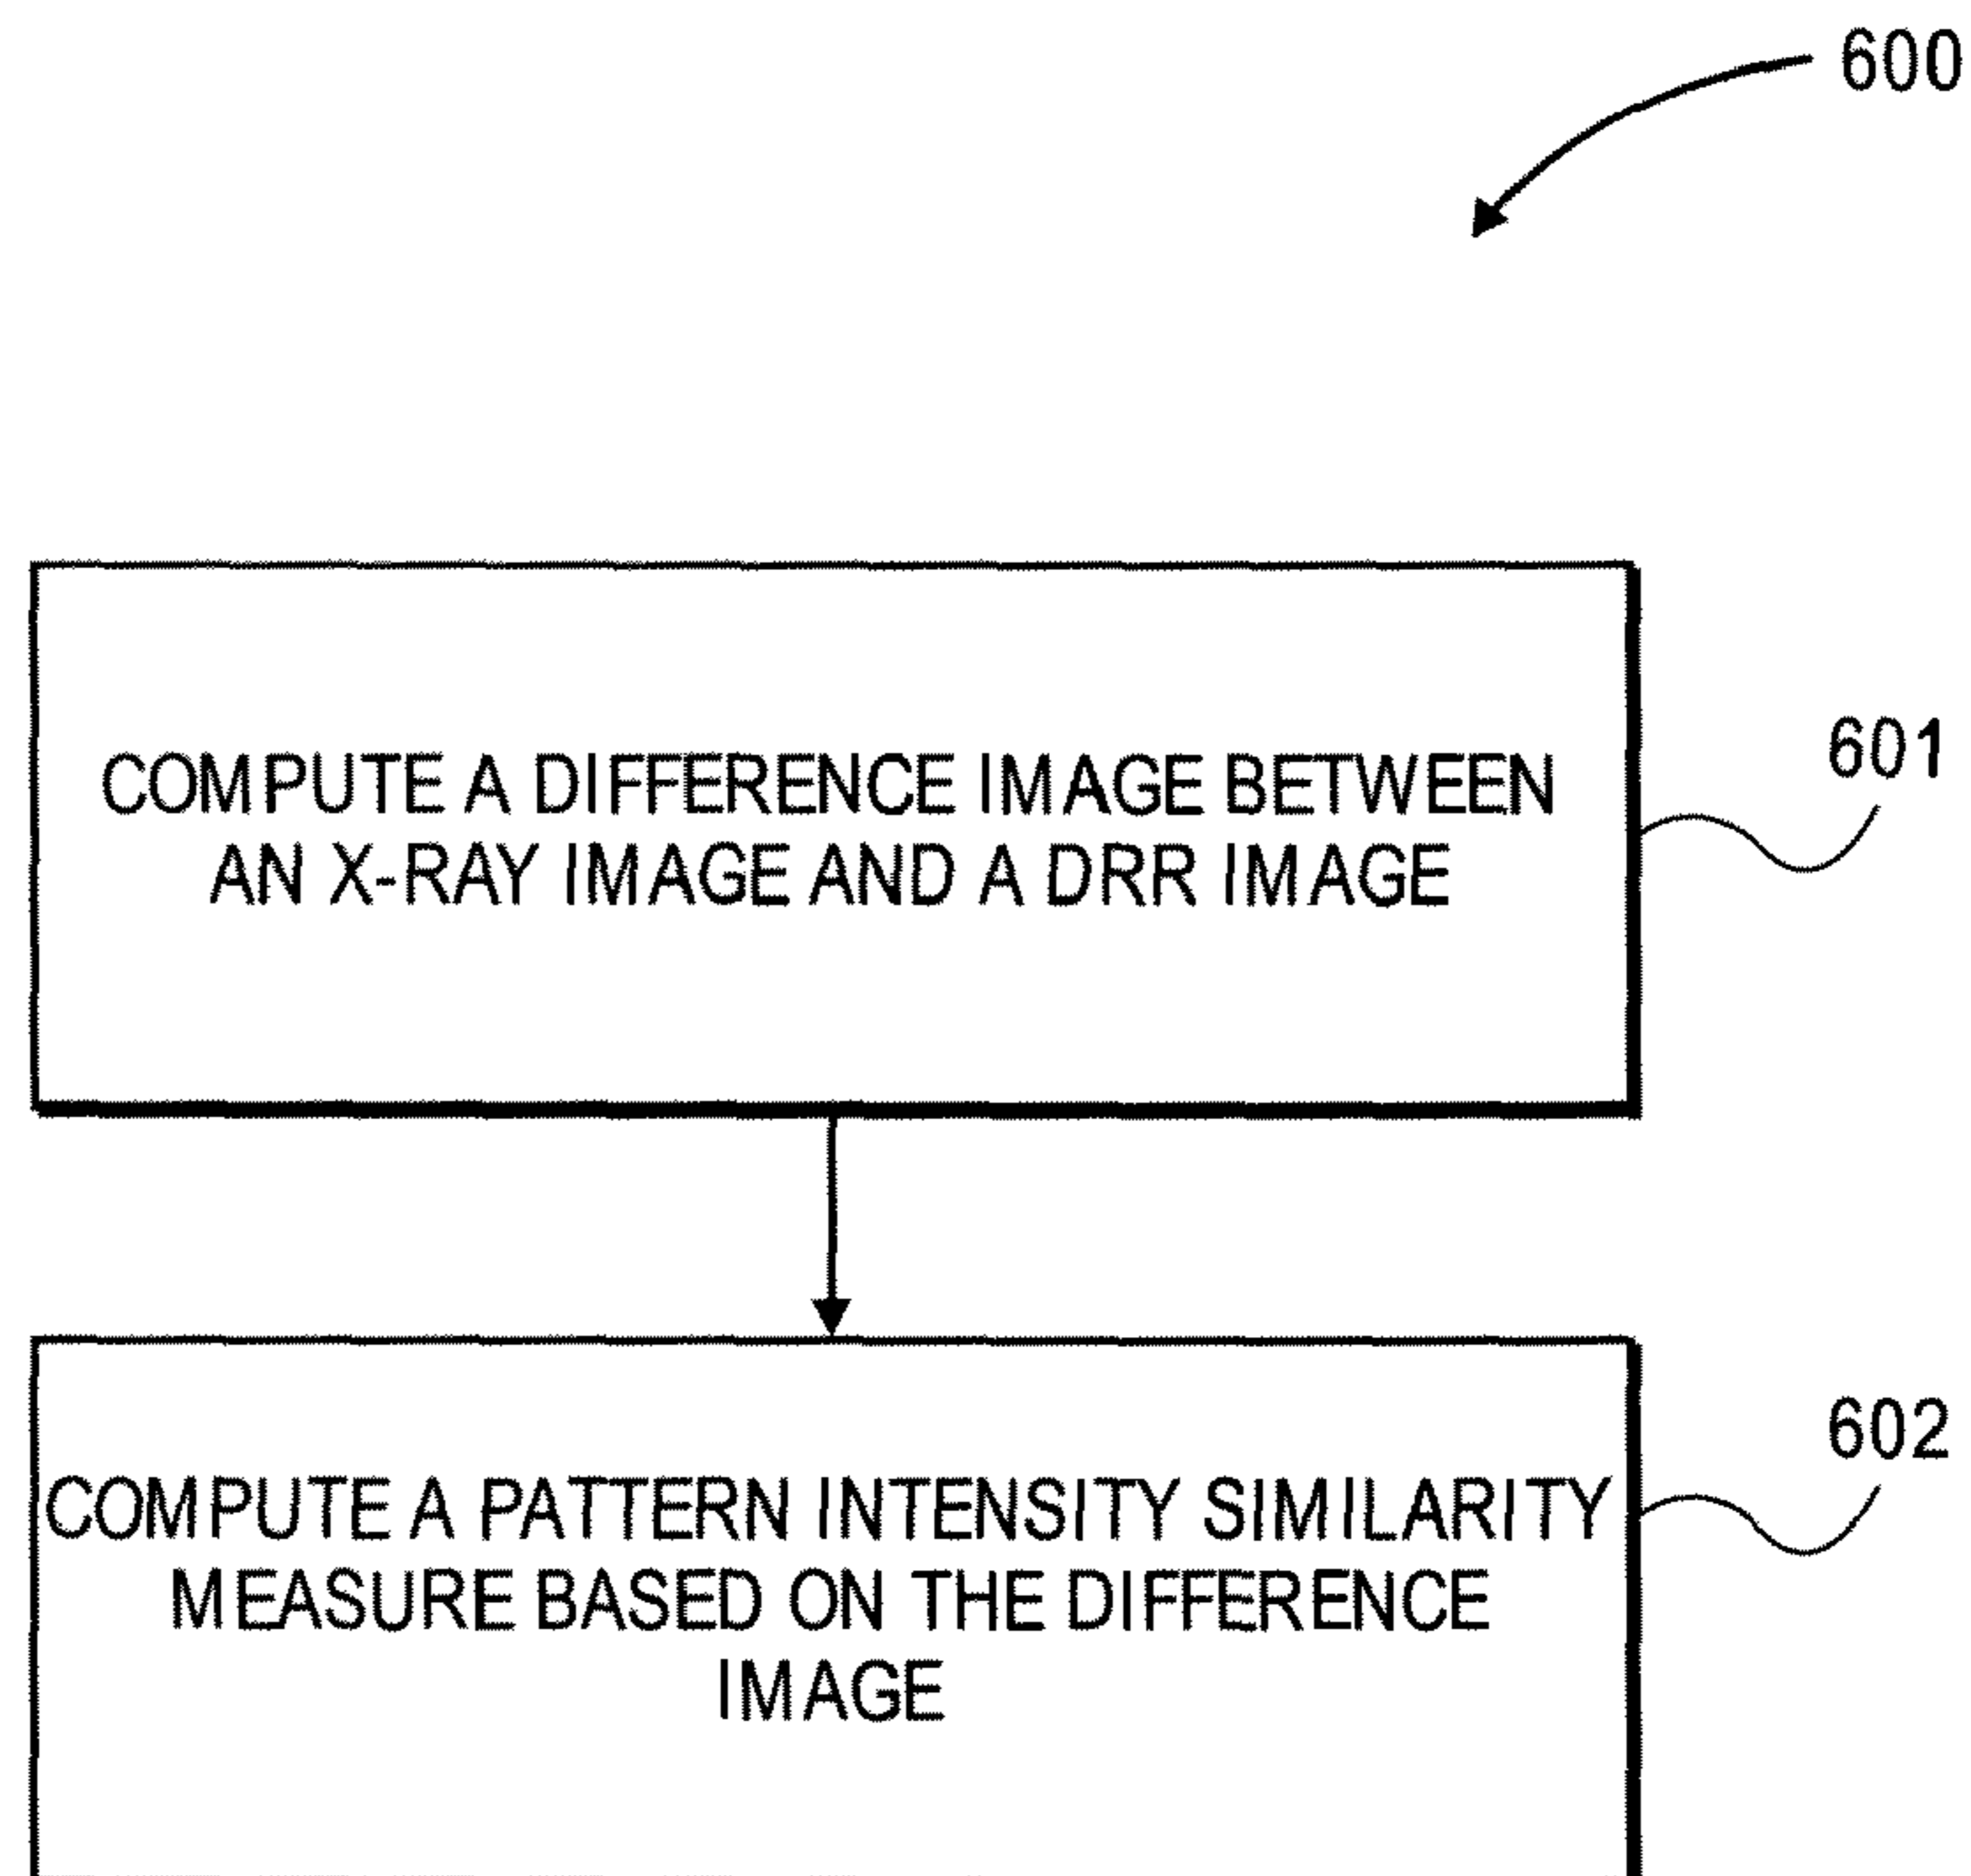 600
COMPUTE A DIFFERENCE IMAGE BETWEEN
AN X-RAY IMAGE AND A DRR IMAGE
601
COMPUTE A PATTERN INTENSITY SIMILARITY
MEASURE BASED ON THE DIFFERENCE
IMAGE
602